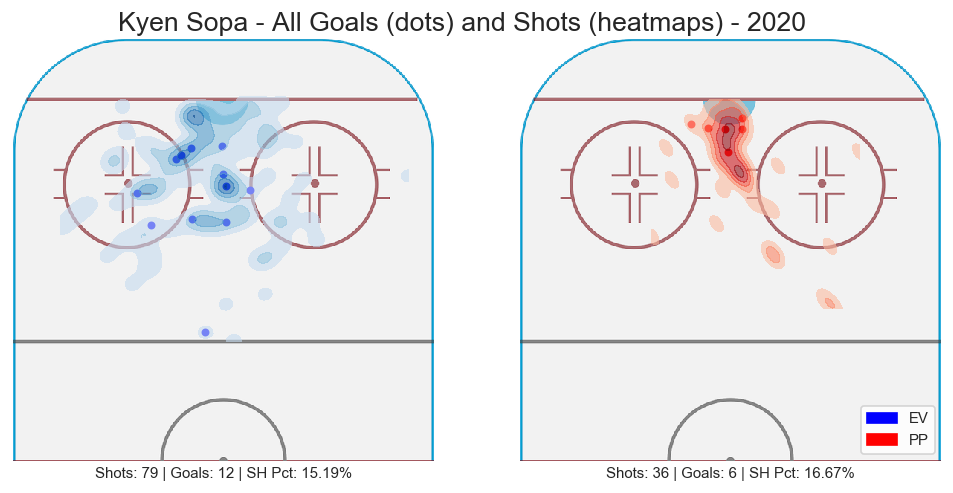 Kyen Sopa - All Goals (dots) and Shots (heatmaps) - 2020
EV
PP
Shots: 79 | Goals: 12 | SH Pct: 15.19%
Shots: 36 | Goals: 6 | SH Pct: 16.67%